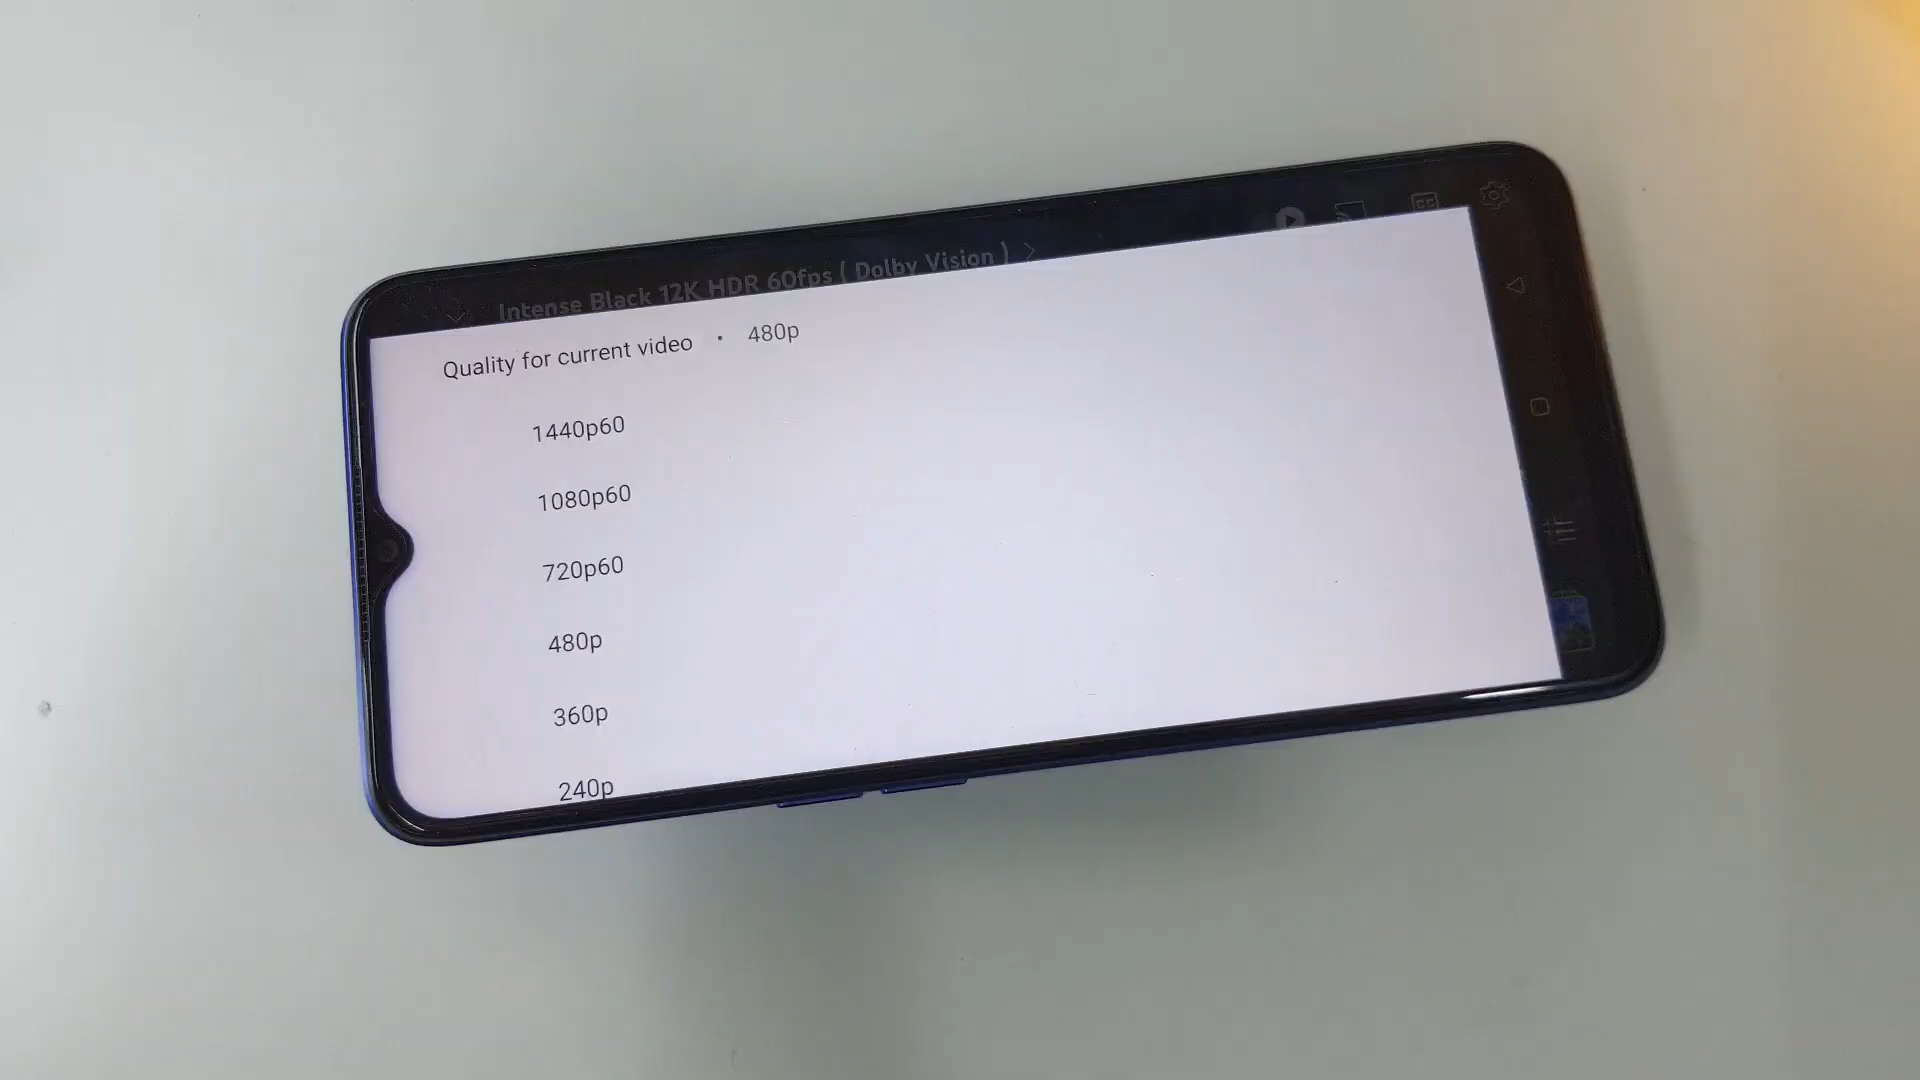 Intense Black 12K HDR 60fps ( Dolby Vision )
Quality for current video • 480p
1440p60
1080p60
720p60
480p
360p
240p